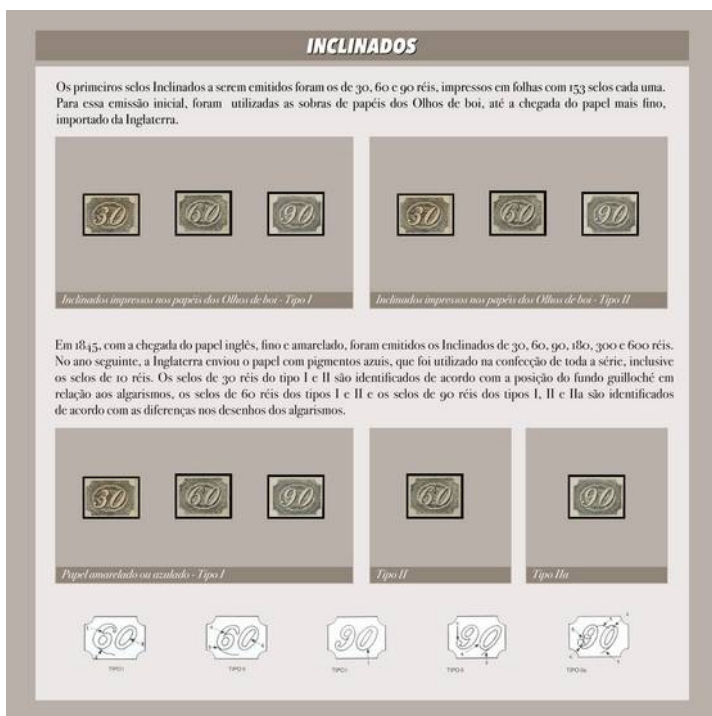 INCLINADOS
Os primeiros selos Inclinados a serem emitidos foram os de 30, 60 e 90 réis, impressos em folhas com 153 selos cada uma.
Para essa emissão inicial, foram utilizadas as sobras de papéis dos Olhos de boi, até a chegada do papel mais fino,
importado da Inglaterra.
30 60 90 30 60 90
Inclinados impressos nos papéis dos Olhos de boi - Tipo I
Inclinados impressos nos papéis dos Olhos de boi - Tipo II
Em 1845, com a chegada do papel inglês, fino e amarelado, foram emitidos os Inclinados de 30, 60, 90, 180, 300 e 600 réis.
No ano seguinte, a Inglaterra enviou o papel com pigmentos azuis, que foi utilizado na confecção de toda a série, inclusive
os selos de 10 réis. Os selos de 30 réis do tipo I e II são identificados de acordo com a posição do fundo guilloché em
relação aos algarismos, os selos de 60 réis dos tipos I e II e os selos de 90 réis dos tipos I, II e IIa são identificados
de acordo com as diferenças nos desenhos dos algarismos.
30 60 90 60 90
Papel amarelado ou azulado - Tipo I
Tipo II
Tipo IIa
60 60 90 90 90
TIPO I TIPO II TIPO I TIPO II TIPO IIa